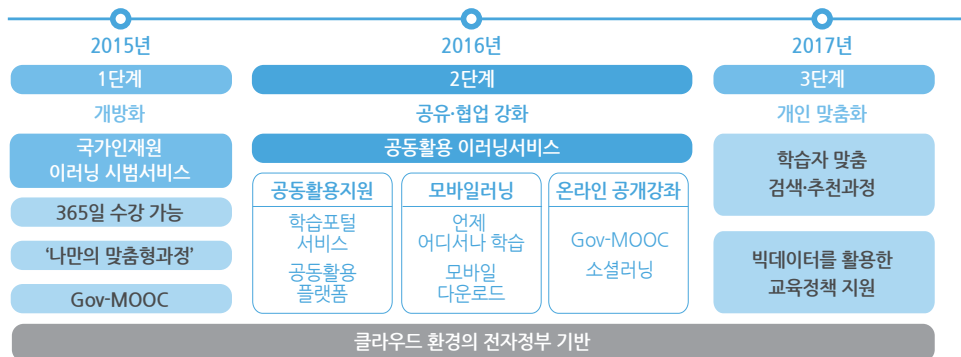 2015년
2016년
2017년
1단계
2단계
3단계
개방화
공유·협업 강화
개인 맞춤화
국가인재원
이러닝 시범서비스
365일 수강 가능
‘나만의 맞춤형과정’
Gov-MOOC
공동활용 이러닝서비스
공동활용지원
학습포털
서비스
공동활용
플랫폼
모바일러닝
언제
어디서나 학습
모바일
다운로드
온라인 공개강좌
Gov-MOOC
소셜러닝
학습자 맞춤
검색·추천과정
빅데이터를 활용한
교육정책 지원
클라우드 환경의 전자정부 기반